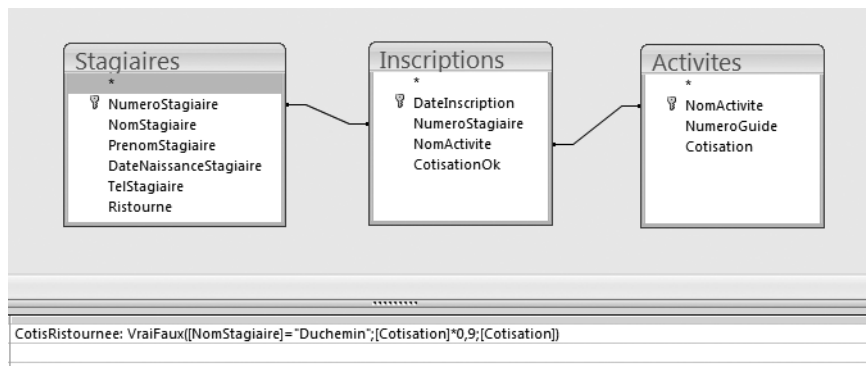 Stagiaires
*
NumeroStagiaire
NomStagiaire
PrenomStagiaire
DateNaissanceStagiaire
TelStagiaire
Ristourne
Inscriptions
*
DateInscription
NumeroStagiaire
NomActivite
CotisationOk
Activites
*
NomActivite
NumeroGuide
Cotisation
CotisRistournee: VraiFaux([NomStagiaire]="Duchemin";[Cotisation]*0,9;[Cotisation])